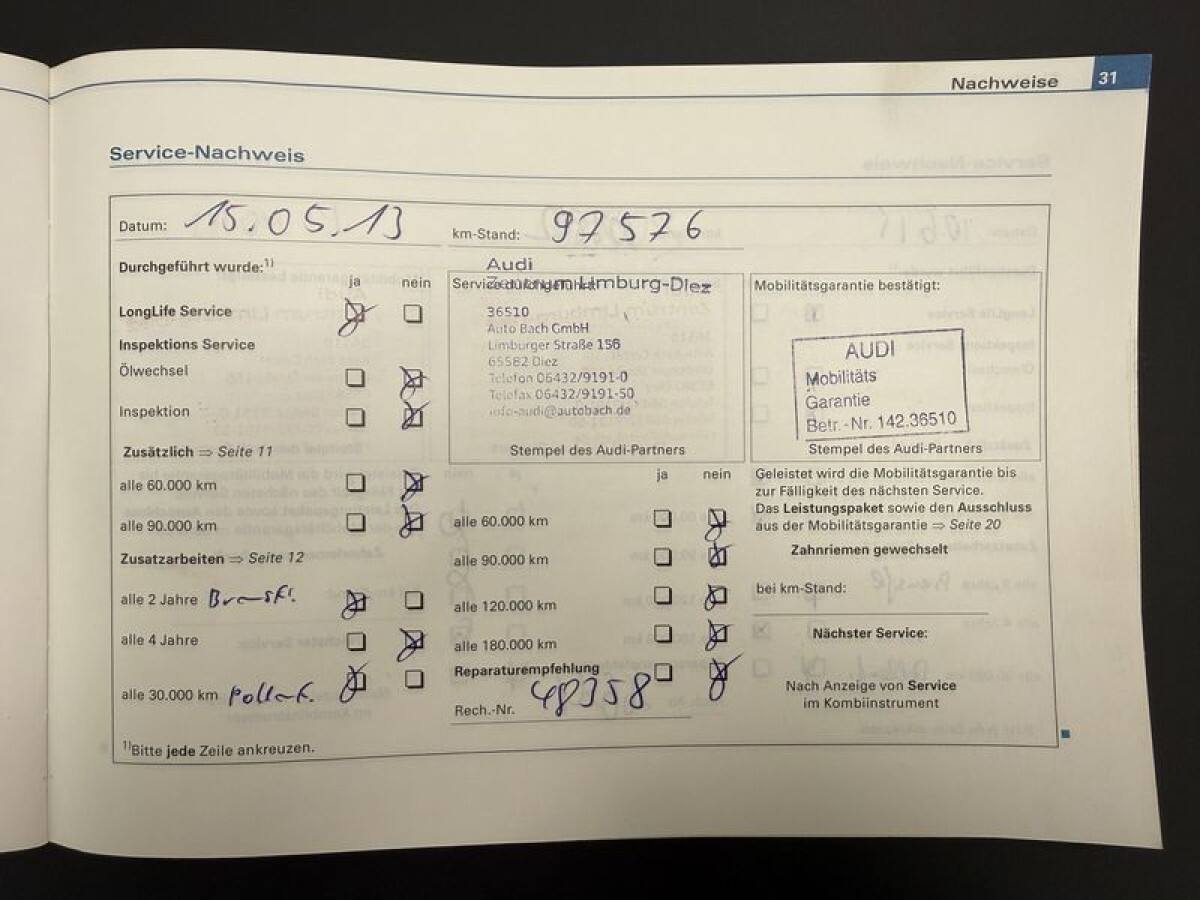 Nachweise 31
Service-Nachweis
Datum: 15.05.13 km-Stand: 97576
Durchgeführt wurde:1)
ja nein
LongLife Service
Inspektions Service
Ölwechsel
Inspektion
Zusätzlich ⇒ Seite 11
alle 60.000 km
alle 90.000 km
Zusatzarbeiten ⇒ Seite 12
alle 2 Jahre Bremsfl.
alle 4 Jahre
alle 30.000 km Pollenf.
Audi
Zentrum Limburg-Diez
Service durchgeführt:
36510
Auto Bach GmbH
Limburger Straße 156
65582 Diez
Telefon 06432/9191-0
Telefax 06432/9191-50
info-audi@autobach.de
Stempel des Audi-Partners
ja nein
alle 60.000 km
alle 90.000 km
alle 120.000 km
alle 180.000 km
Reparaturempfehlung
Rech.-Nr. 48358
Mobilitätsgarantie bestätigt:
AUDI
Mobilitäts
Garantie
Betr.-Nr. 142.36510
Stempel des Audi-Partners
Geleistet wird die Mobilitätsgarantie bis
zur Fälligkeit des nächsten Service.
Das Leistungspaket sowie den Ausschluss
aus der Mobilitätsgarantie ⇒ Seite 20
Zahnriemen gewechselt
bei km-Stand:
Nächster Service:
Nach Anzeige von Service
im Kombiinstrument
1)Bitte jede Zeile ankreuzen.